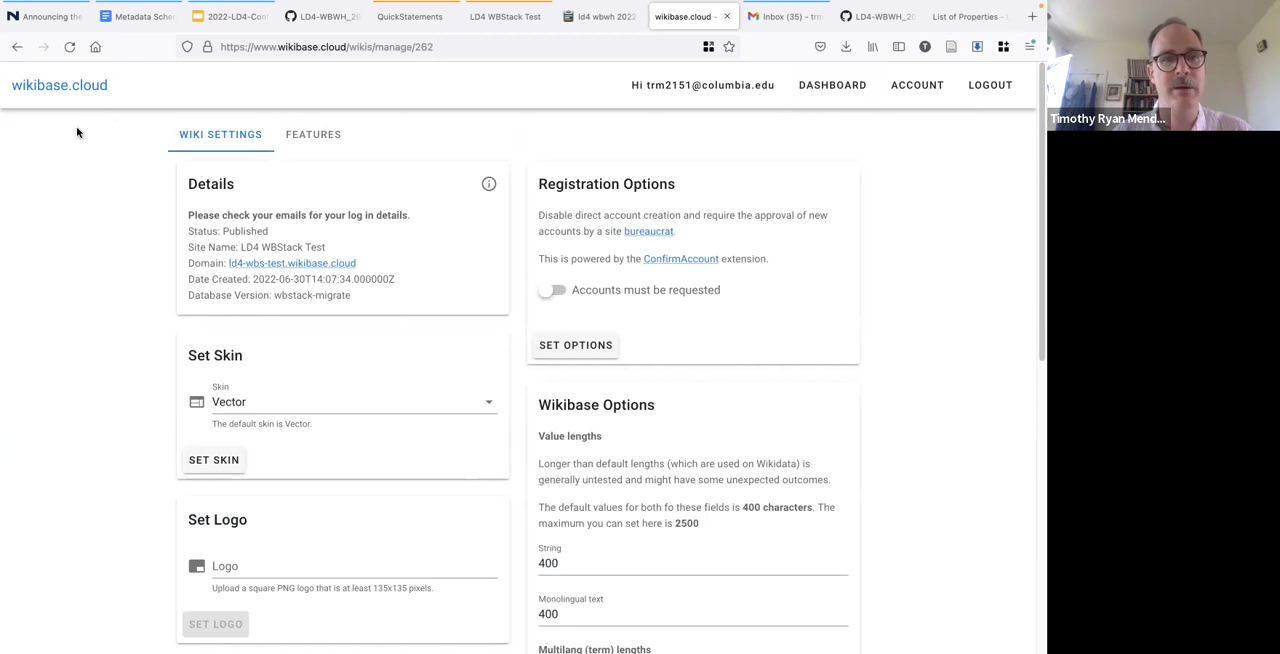 Announcing the
Metadata Sche
2022-LD4-Con
LD4-WBWH_20
QuickStatements
LD4 WBStack Test
ld4 wbwh 2022
wikibase.cloud -
Inbox (35) - trm
LD4-WBWH_20
List of Properties -
https://www.wikibase.cloud/wikis/manage/262
wikibase.cloud
Hi trm2151@columbia.edu
DASHBOARD
ACCOUNT
LOGOUT
Timothy Ryan Mend...
WIKI SETTINGS
FEATURES
Details
Please check your emails for your log in details.
Status: Published
Site Name: LD4 WBStack Test
Domain: ld4-wbs-test.wikibase.cloud
Date Created: 2022-06-30T14:07:34.000000Z
Database Version: wbstack-migrate
Set Skin
Skin
Vector
The default skin is Vector.
SET SKIN
Set Logo
Logo
Upload a square PNG logo that is at least 135x135 pixels.
SET LOGO
Registration Options
Disable direct account creation and require the approval of new
accounts by a site bureaucrat.
This is powered by the ConfirmAccount extension.
Accounts must be requested
SET OPTIONS
Wikibase Options
Value lengths
Longer than default lengths (which are used on Wikidata) is
generally untested and might have some unexpected outcomes.
The default values for both fo these fields is 400 characters. The
maximum you can set here is 2500
String
400
Monolingual text
400
Multilang (term) lengths